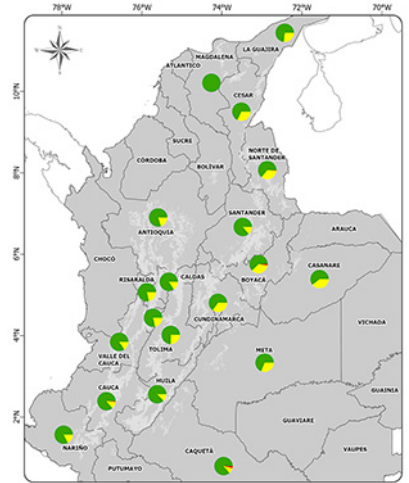 78°W 76°W 74°W 72°W 70°W
LA GUAJIRA
MAGDALENA
ATLANTICO
10°N
CESAR
SUCRE
NORTE DE
SANTANDER
CÓRDOBA
BOLÍVAR
8°N
SANTANDER
ANTIOQUIA
ARAUCA
6°N
CHOCÓ
CASANARE
RISARALDA
CALDAS
BOYACÁ
CUNDINAMARCA
VICHADA
4°N
TOLIMA
VALLE DEL
CAUCA
META
HUILA
CAUCA
GUAINIA
2°N
GUAVIARE
NARIÑO
CAQUETÁ
VAUPES
PUTUMAYO